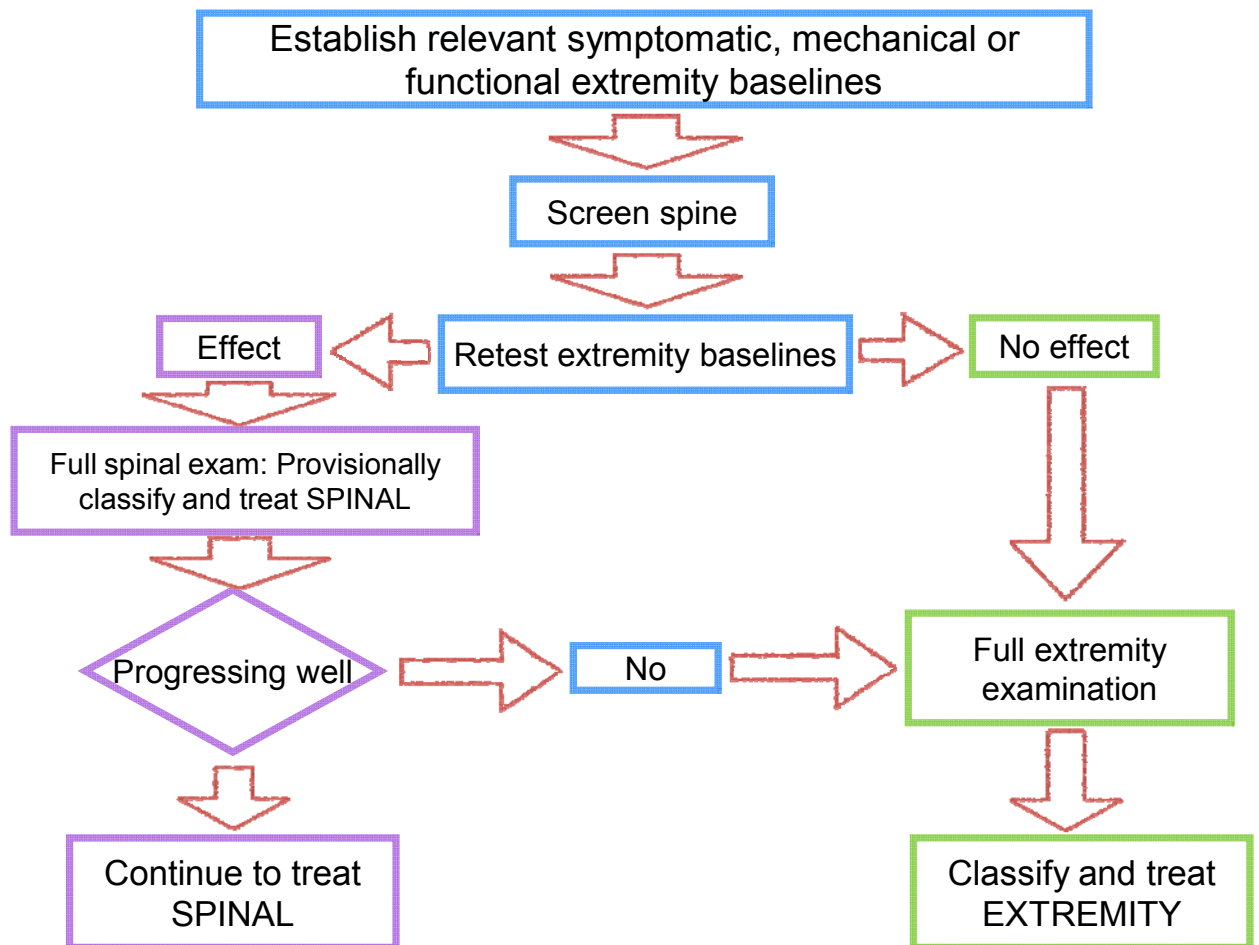 Establish relevant symptomatic, mechanical or
functional extremity baselines
Screen spine
Effect
Retest extremity baselines
No effect
Full spinal exam: Provisionally
classify and treat SPINAL
Progressing well
No
Full extremity
examination
Continue to treat
SPINAL
Classify and treat
EXTREMITY